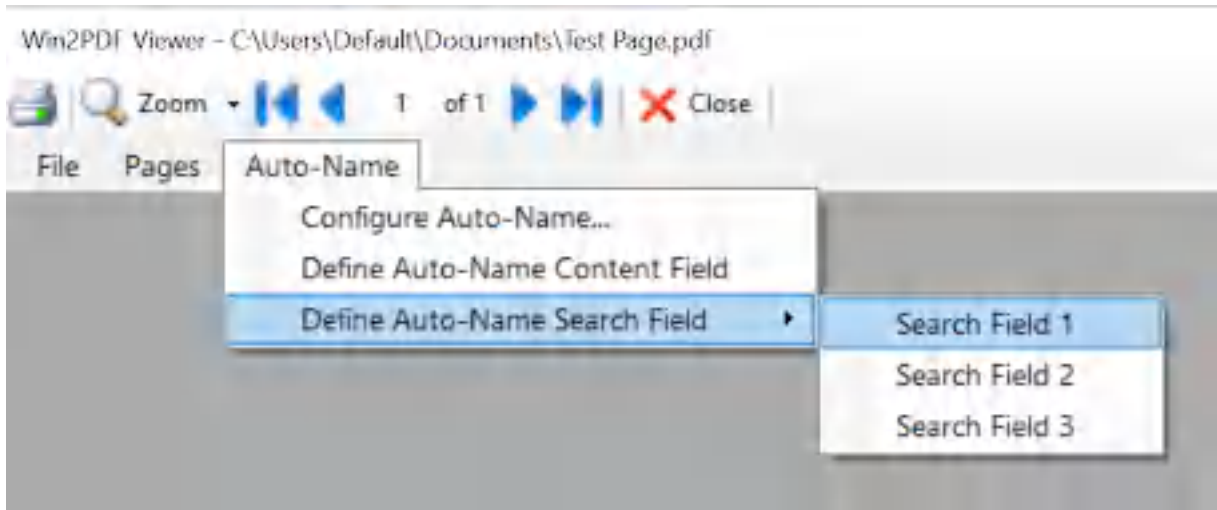 Win2PDF Viewer - C:\Users\Default\Documents\Test Page.pdf
Zoom 1 of 1 Close
File Pages Auto-Name
Configure Auto-Name...
Define Auto-Name Content Field
Define Auto-Name Search Field
Search Field 1
Search Field 2
Search Field 3